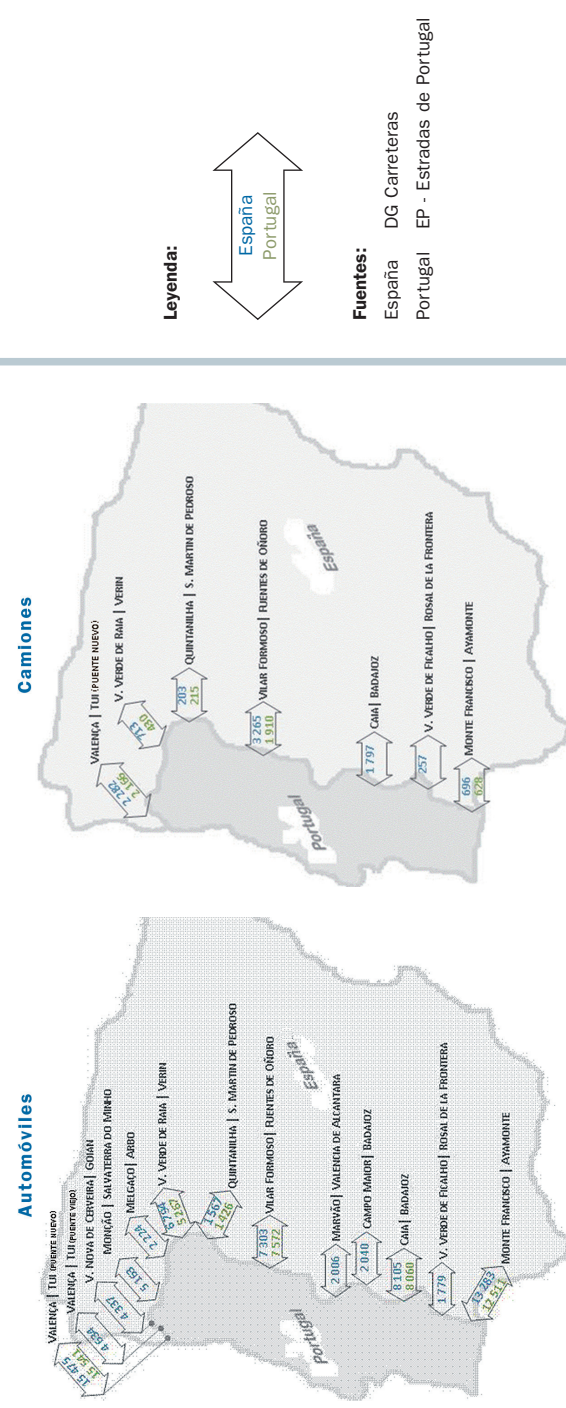 Automóviles
VALENÇA | TUI (PUENTE NUEVO)
15 475
15 541
VALENÇA | TUI (PUENTE VIEJO)
4 634
V. NOVA DE CERVEIRA| GOIAN
4 337
MONÇÃO | SALVATERRA DO MINHO
5 163
MELGAÇO| ARBO
2 224
V. VERDE DE RAIA | VERIN
5 267
QUINTANILHA | S. MARTIN DE PEDROSO
1 567
1 426
VILAR FORMOSO| FUENTES DE OÑORO
7 303
7 572
España
MARVÃO| VALENCIA DE ALCANTARA
2 006
CAMPO MAIOR| BADAJOZ
2 040
CAIA| BADAJOZ
8 105
8 060
V. VERDE DE FICALHO| ROSAL DE LA FRONTERA
1 779
MONTE FRANCISCO | AYAMONTE
13 283
12 511
Portugal
Camiones
VALENÇA | TUI (PUENTE NUEVO)
2 282
2 166
V. VERDE DE RAIA | VERIN
713
430
QUINTANILHA | S. MARTIN DE PEDROSO
203
215
VILAR FORMOSO| FUENTES DE OÑORO
3 265
1 910
España
Portugal
CAIA| BADAJOZ
1 797
V. VERDE DE FICALHO| ROSAL DE LA FRONTERA
257
MONTE FRANCISCO | AYAMONTE
696
628
Leyenda:
España
Portugal
Fuentes:
España DG Carreteras
Portugal EP - Estradas de Portugal